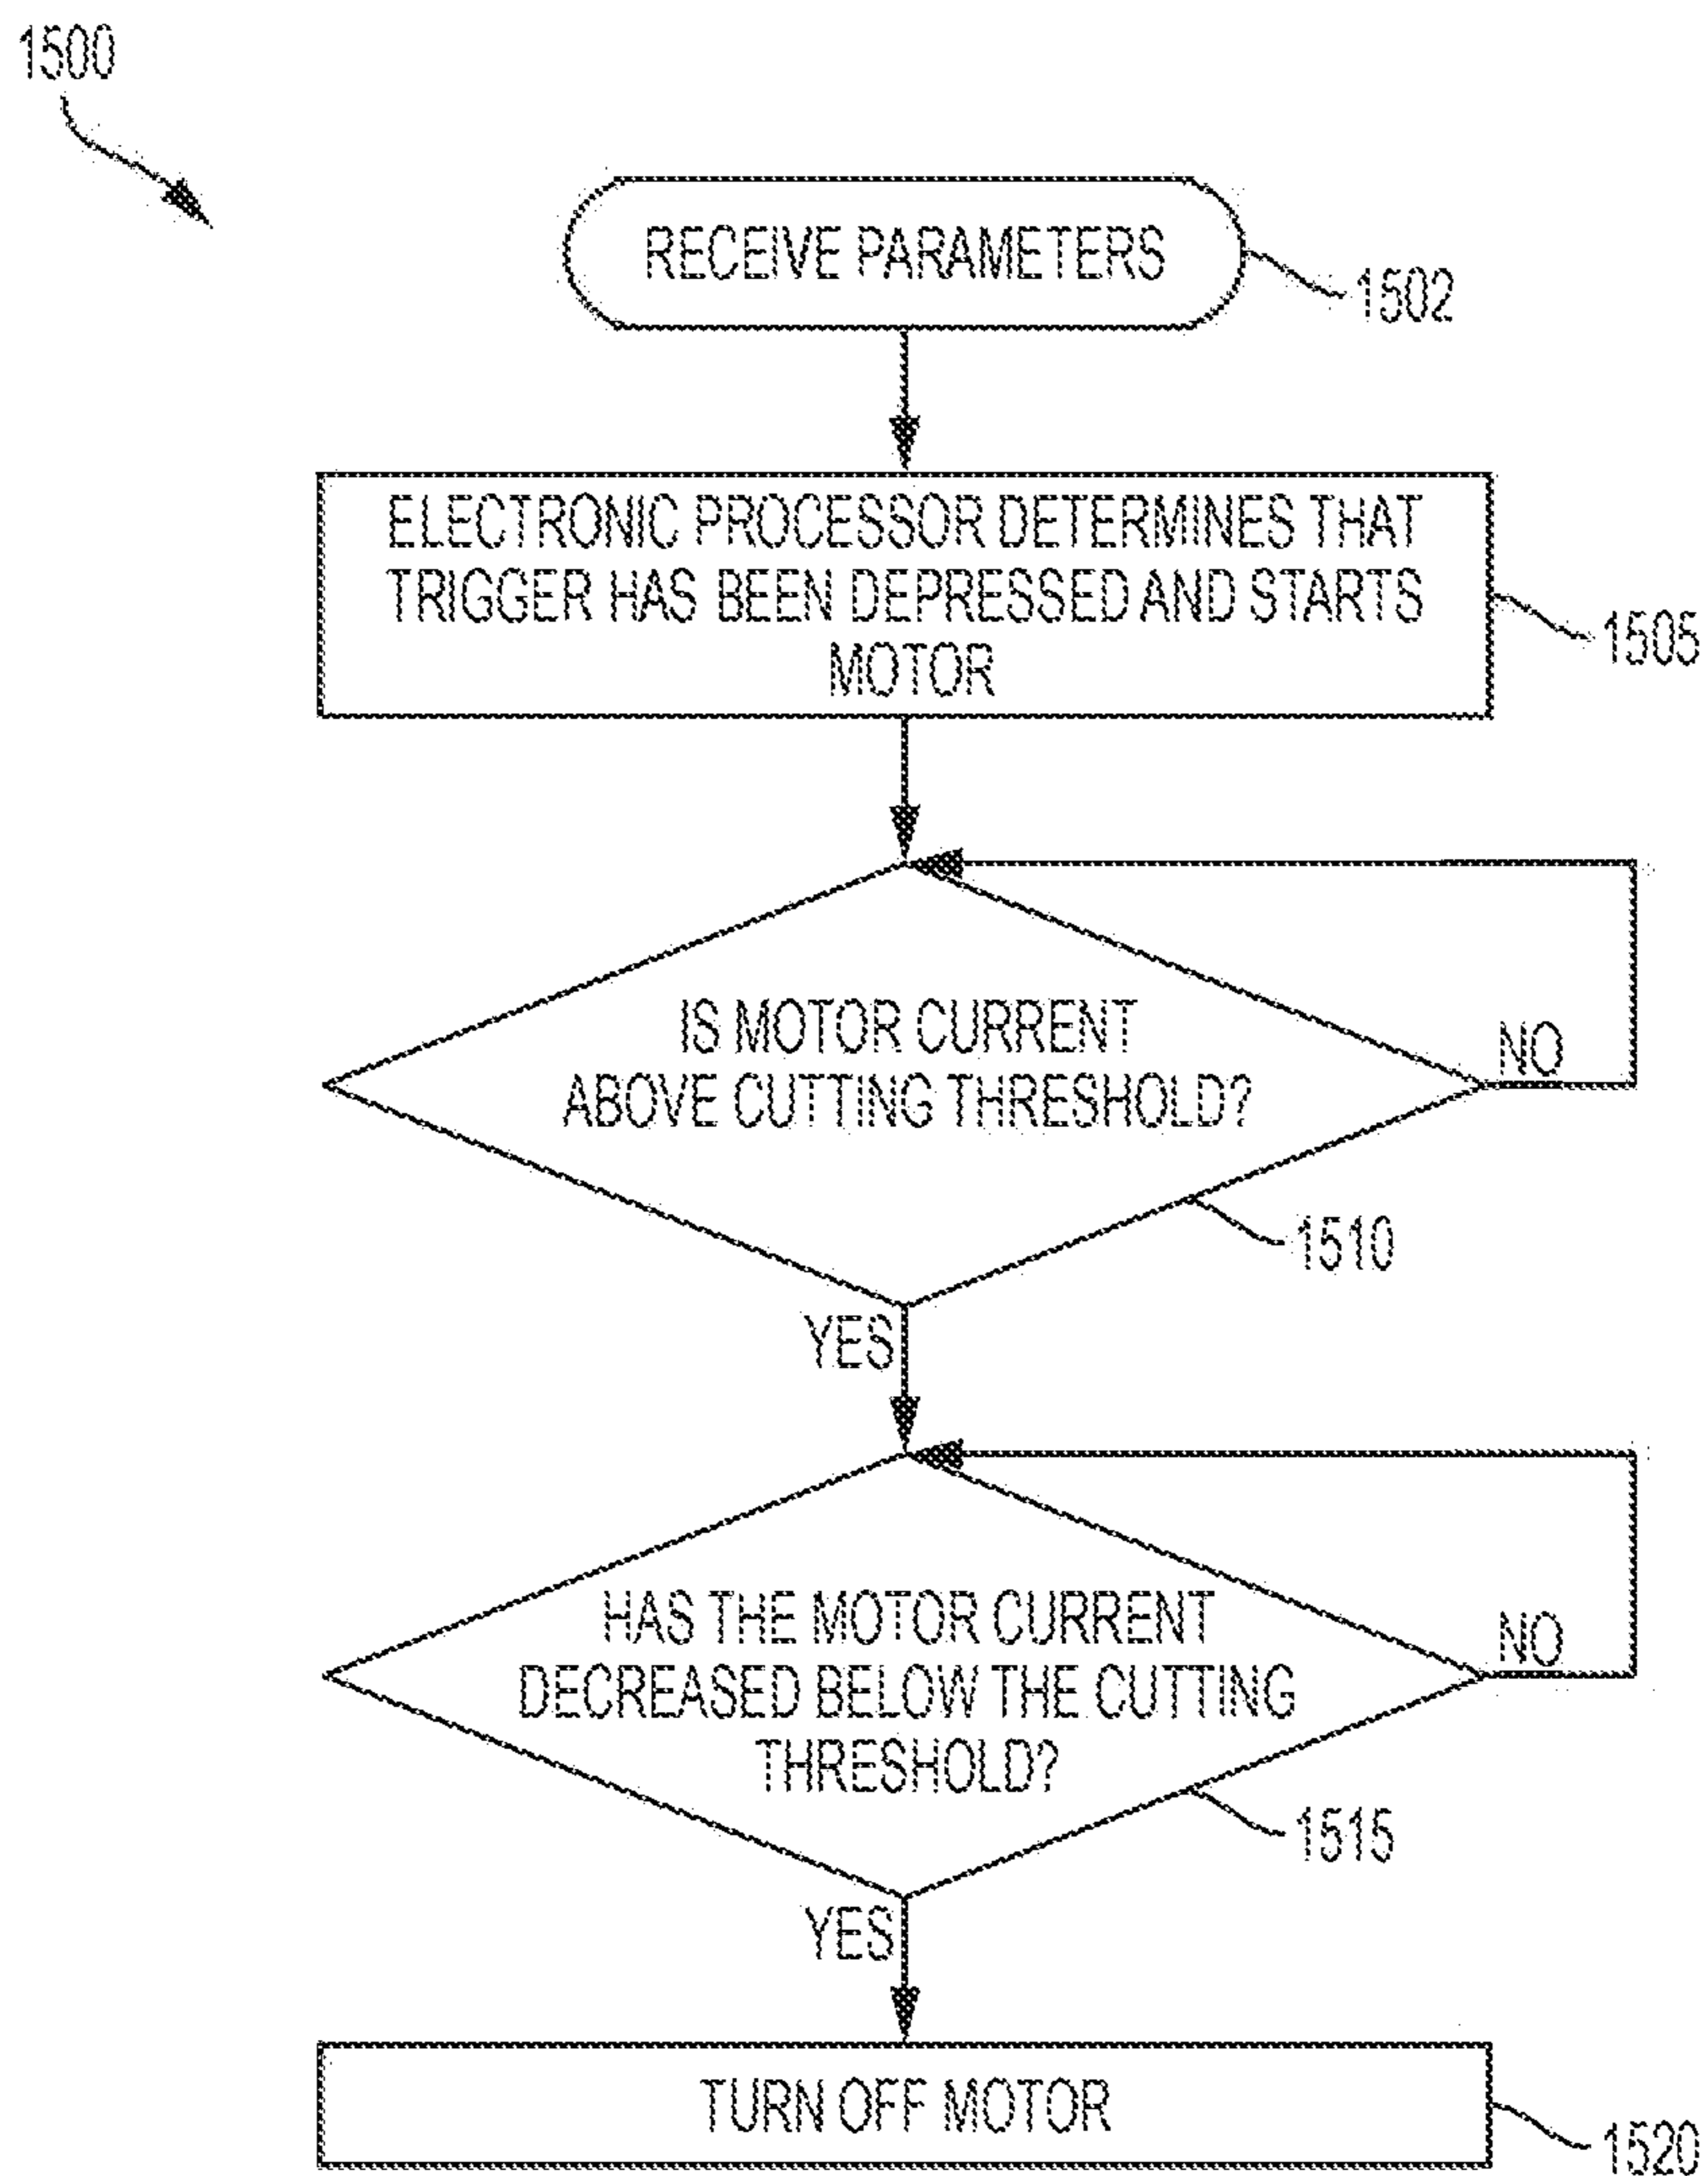 1500
RECEIVE PARAMETERS
1502
ELECTRONIC PROCESSOR DETERMINES THAT
TRIGGER HAS BEEN DEPRESSED AND STARTS
MOTOR
1505
IS MOTOR CURRENT
ABOVE CUTTING THRESHOLD?
NO
1510
YES
HAS THE MOTOR CURRENT
DECREASED BELOW THE CUTTING
THRESHOLD?
NO
1515
YES
TURN OFF MOTOR
1520